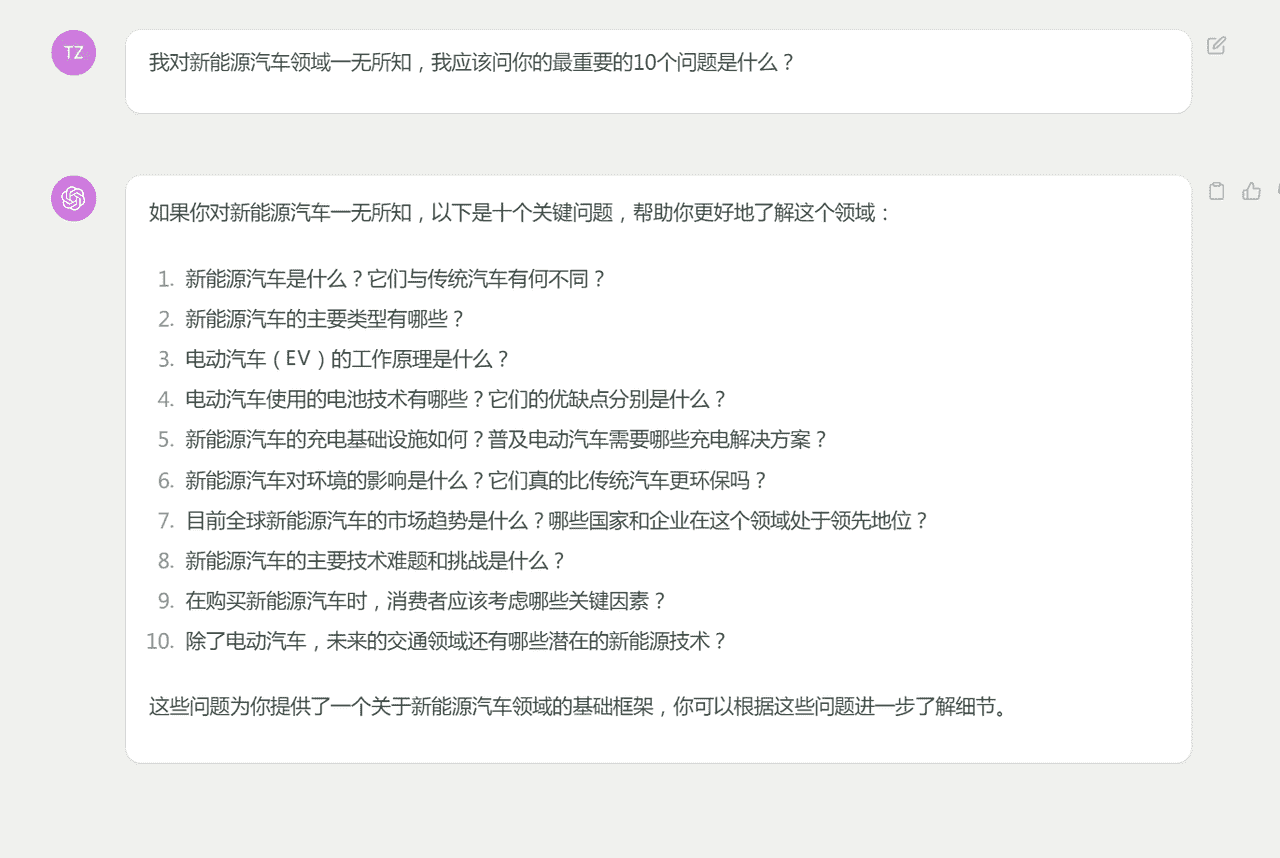 TZ
我对新能源汽车领域一无所知，我应该问你的最重要的10个问题是什么？
如果你对新能源汽车一无所知，以下是十个关键问题，帮助你更好地了解这个领域：
1. 新能源汽车是什么？它们与传统汽车有何不同？
2. 新能源汽车的主要类型有哪些？
3. 电动汽车（EV）的工作原理是什么？
4. 电动汽车使用的电池技术有哪些？它们的优缺点分别是什么？
5. 新能源汽车的充电基础设施如何？普及电动汽车需要哪些充电解决方案？
6. 新能源汽车对环境的影响是什么？它们真的比传统汽车更环保吗？
7. 目前全球新能源汽车的市场趋势是什么？哪些国家和企业在这个领域处于领先地位？
8. 新能源汽车的主要技术难题和挑战是什么？
9. 在购买新能源汽车时，消费者应该考虑哪些关键因素？
10. 除了电动汽车，未来的交通领域还有哪些潜在的新能源技术？
这些问题为你提供了一个关于新能源汽车领域的基础框架，你可以根据这些问题进一步了解细节。